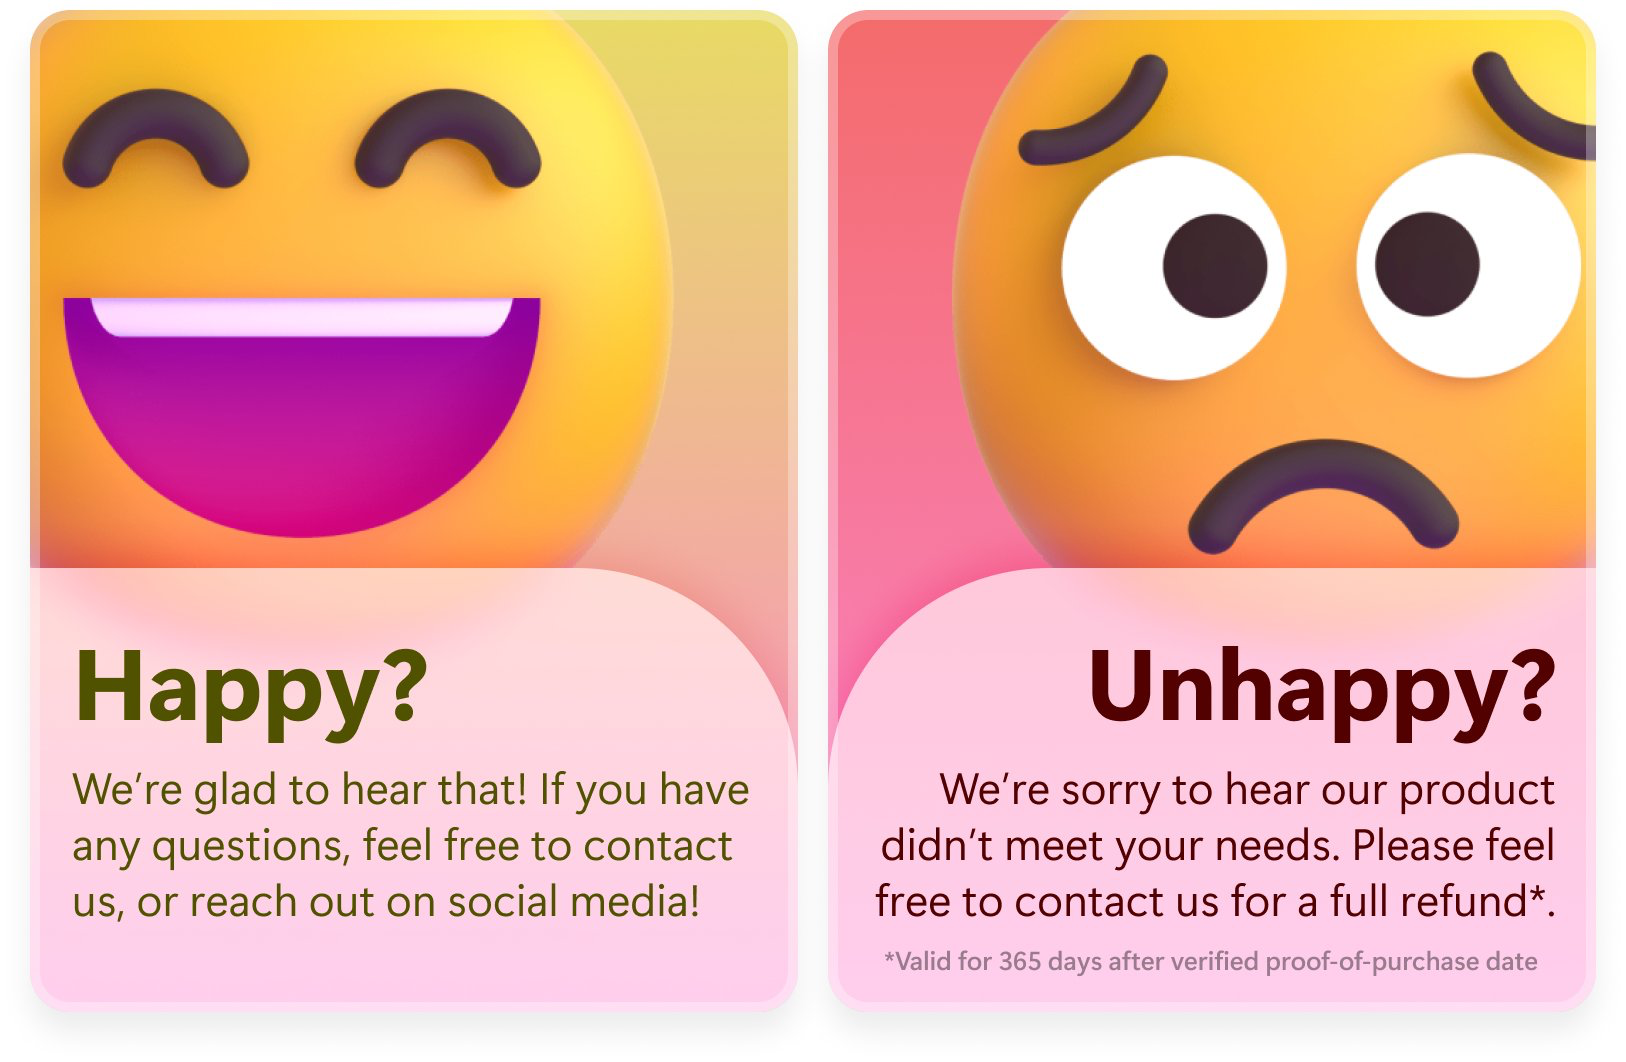 Happy?
We’re glad to hear that! If you have
any questions, feel free to contact
us, or reach out on social media!
Unhappy?
We’re sorry to hear our product
didn’t meet your needs. Please feel
free to contact us for a full refund*.
*Valid for 365 days after verified proof-of-purchase date